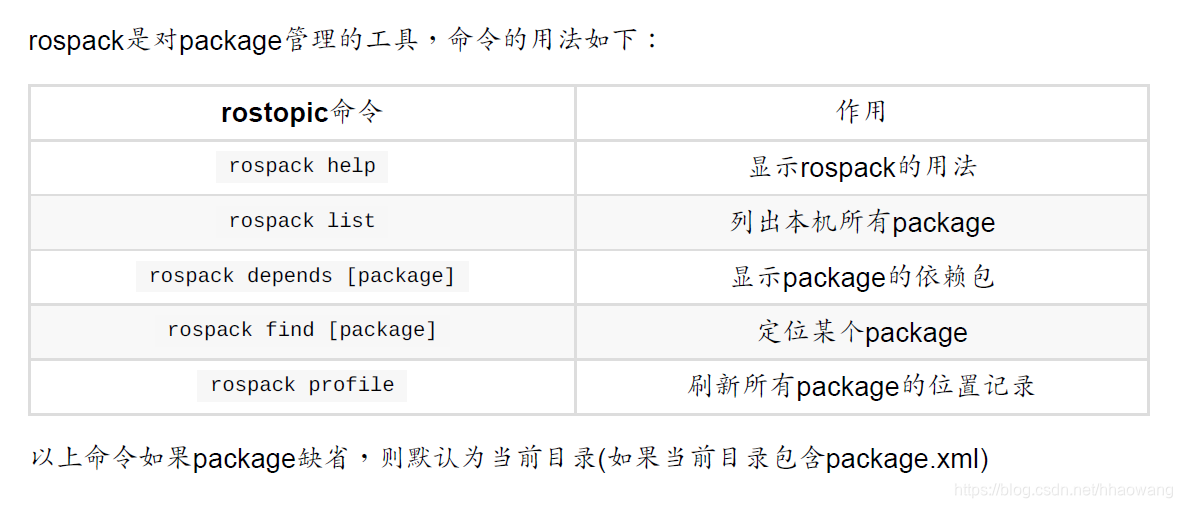 rospack是对package管理的工具，命令的用法如下：
rostopic命令 作用
rospack help 显示rospack的用法
rospack list 列出本机所有package
rospack depends [package] 显示package的依赖包
rospack find [package] 定位某个package
rospack profile 刷新所有package的位置记录
以上命令如果package缺省，则默认为当前目录(如果当前目录包含package.xml)
https://blog.csdn.net/hhaowang